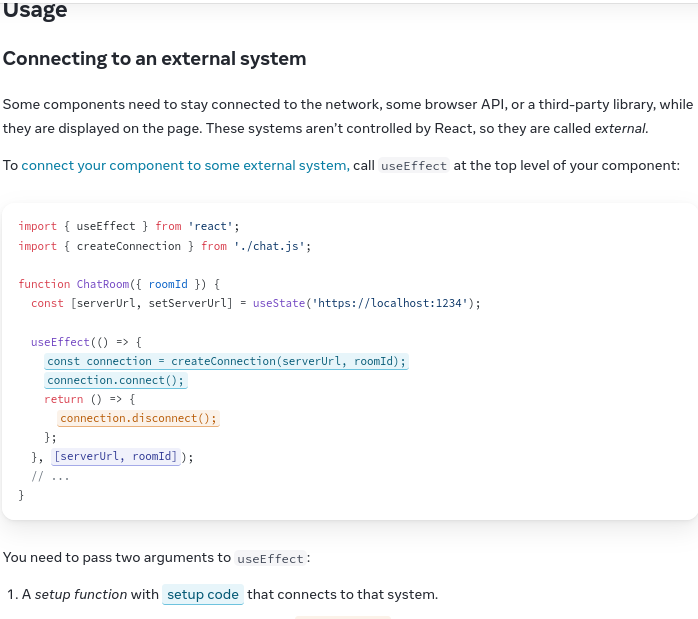 Usage
Connecting to an external system
Some components need to stay connected to the network, some browser API, or a third-party library, while
they are displayed on the page. These systems aren’t controlled by React, so they are called external.
To connect your component to some external system, call useEffect at the top level of your component:
import { useEffect } from 'react';
import { createConnection } from './chat.js';
function ChatRoom({ roomId }) {
  const [serverUrl, setServerUrl] = useState('https://localhost:1234');
  useEffect(() => {
    const connection = createConnection(serverUrl, roomId);
    connection.connect();
    return () => {
      connection.disconnect();
    };
  }, [serverUrl, roomId]);
  // ...
}
You need to pass two arguments to useEffect:
1. A setup function with setup code that connects to that system.